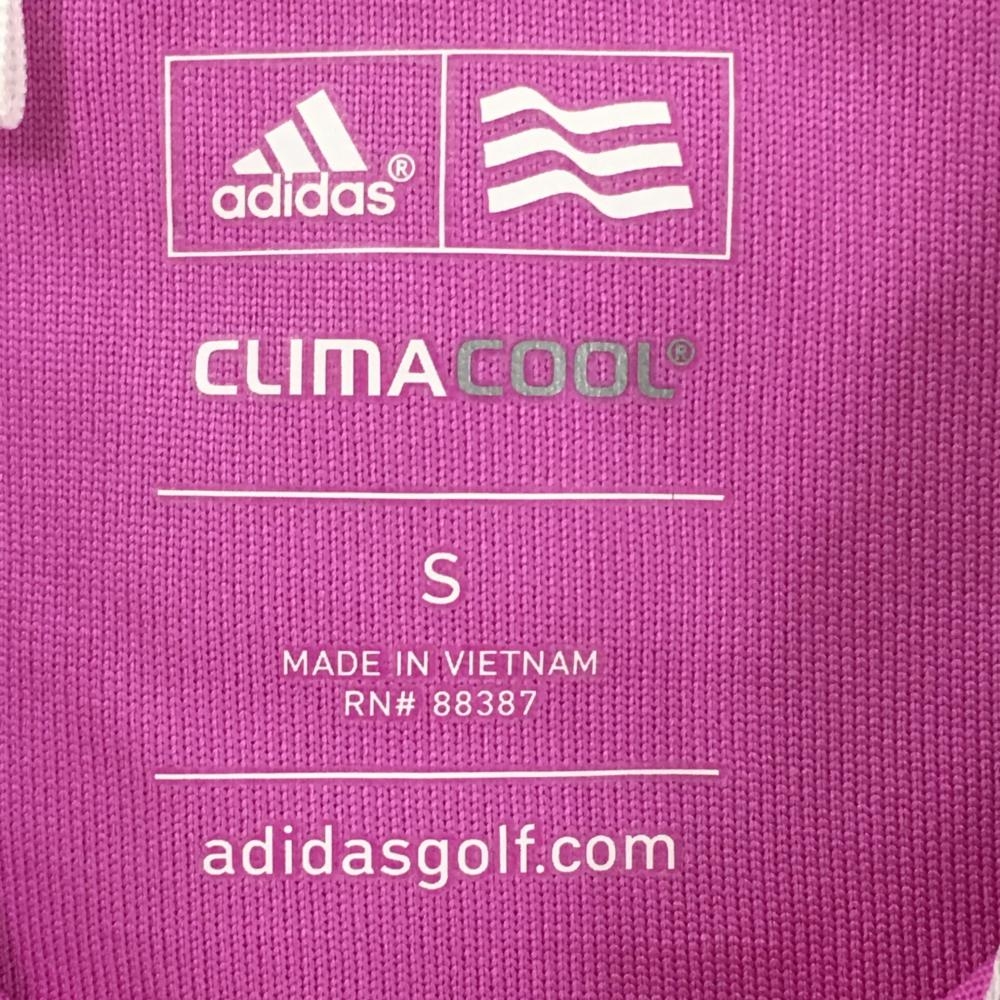 adidas®
CLIMACOOL®
S
MADE IN VIETNAM
RN# 88387
adidasgolf.com